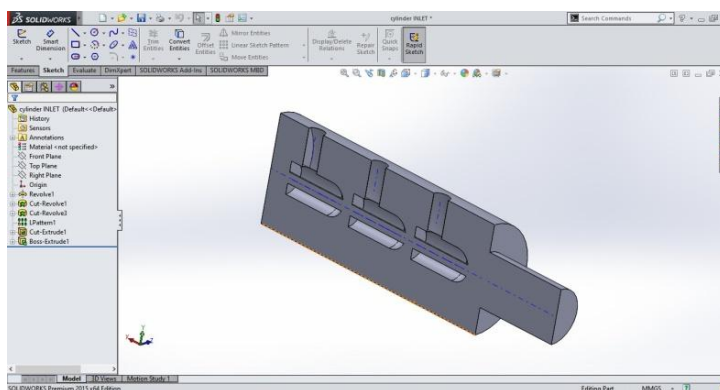 SOLIDWORKS
cylinder INLET *
Search Commands
Sketch
Smart Dimension
Trim Entities
Convert Entities
Offset Entities
Mirror Entities
Linear Sketch Pattern
Move Entities
Display/Delete Relations
Repair Sketch
Quick Snaps
Rapid Sketch
Features Sketch Evaluate DimXpert SOLIDWORKS Add-Ins SOLIDWORKS MBD
cylinder INLET (Default<<Default>
History
Sensors
Annotations
Material <not specified>
Front Plane
Top Plane
Right Plane
Origin
Revolve1
Cut-Revolve1
Cut-Revolve3
LPattern1
Cut-Extrude1
Boss-Extrude1
Model 3D Views Motion Study 1
SOLIDWORKS Premium 2015 x64 Edition
Editing Part
MMGS